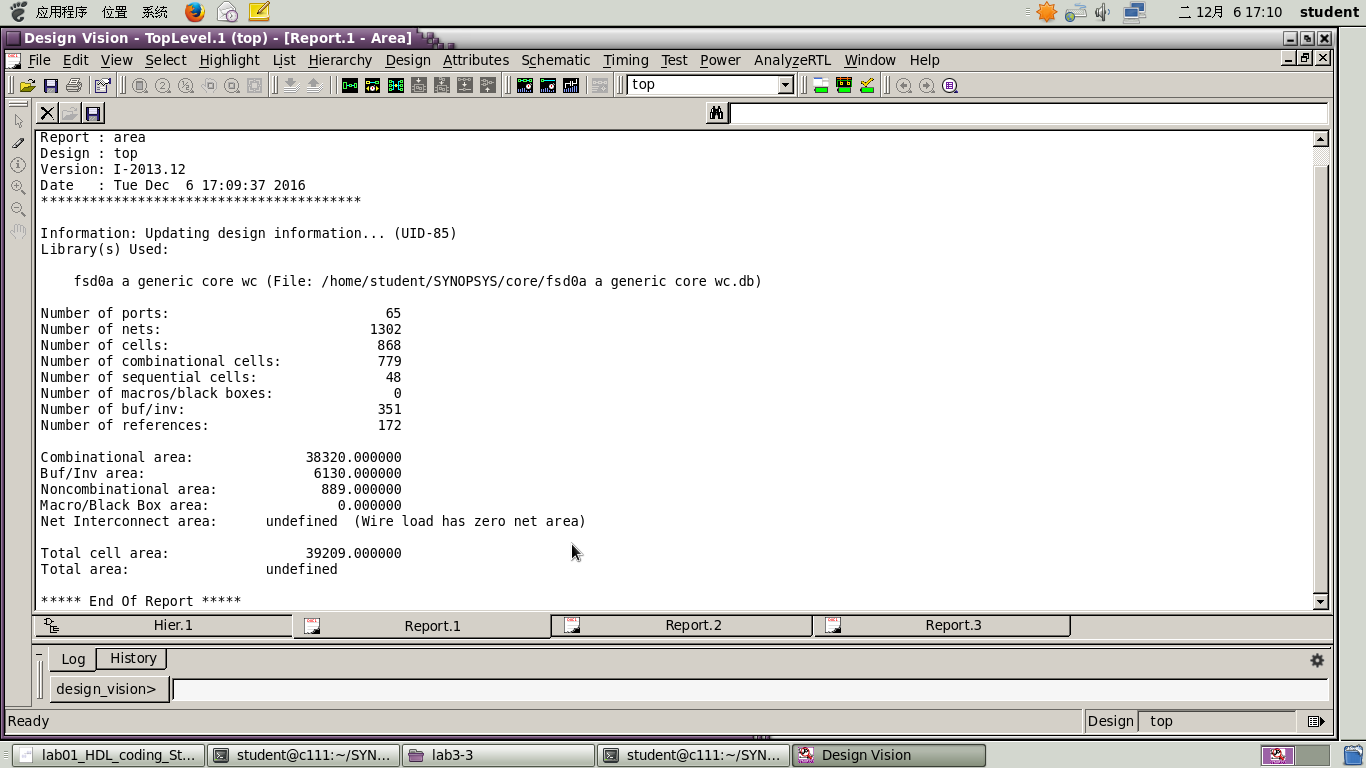 应用程序 位置 系统 二 12月 6 17:10 student
Design Vision - TopLevel.1 (top) - [Report.1 - Area]
File Edit View Select Highlight List Hierarchy Design Attributes Schematic Timing Test Power AnalyzeRTL Window Help
top
Report : area
Design : top
Version: I-2013.12
Date   : Tue Dec  6 17:09:37 2016
****************************************
Information: Updating design information... (UID-85)
Library(s) Used:
fsd0a a generic core wc (File: /home/student/SYNOPSYS/core/fsd0a a generic core wc.db)
Number of ports: 65
Number of nets: 1302
Number of cells: 868
Number of combinational cells: 779
Number of sequential cells: 48
Number of macros/black boxes: 0
Number of buf/inv: 351
Number of references: 172
Combinational area: 38320.000000
Buf/Inv area: 6130.000000
Noncombinational area: 889.000000
Macro/Black Box area: 0.000000
Net Interconnect area: undefined (Wire load has zero net area)
Total cell area: 39209.000000
Total area: undefined
***** End Of Report *****
Hier.1 Report.1 Report.2 Report.3
Log History
design_vision>
Ready Design top
lab01_HDL_coding_St... student@c111:~/SYN... lab3-3 student@c111:~/SYN... Design Vision